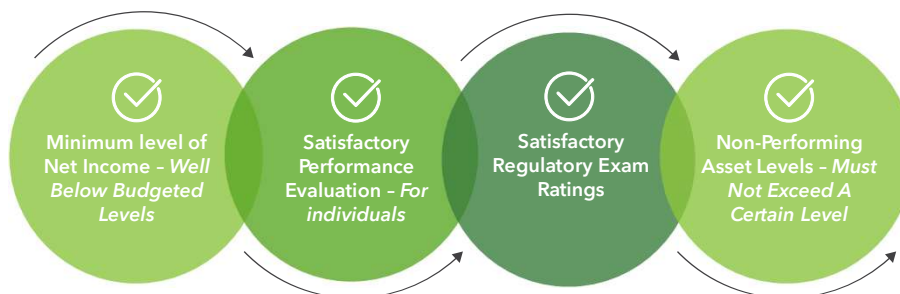 Minimum level of
Net Income – Well
Below Budgeted
Levels
Satisfactory
Performance
Evaluation – For
individuals
Satisfactory
Regulatory Exam
Ratings
Non-Performing
Asset Levels – Must
Not Exceed A
Certain Level